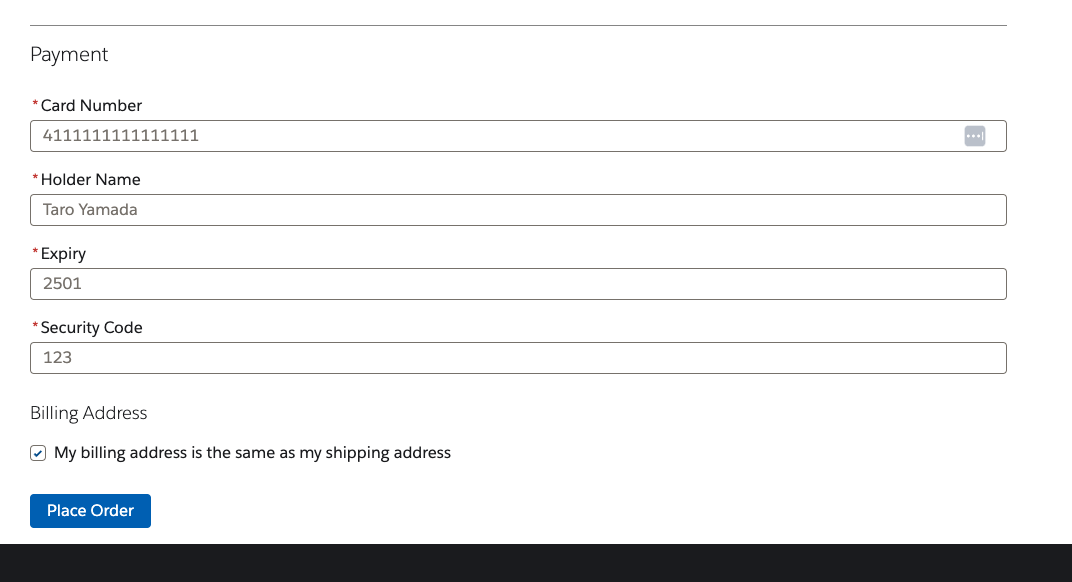 Payment
*Card Number
4111111111111111
*Holder Name
Taro Yamada
*Expiry
2501
*Security Code
123
Billing Address
My billing address is the same as my shipping address
Place Order